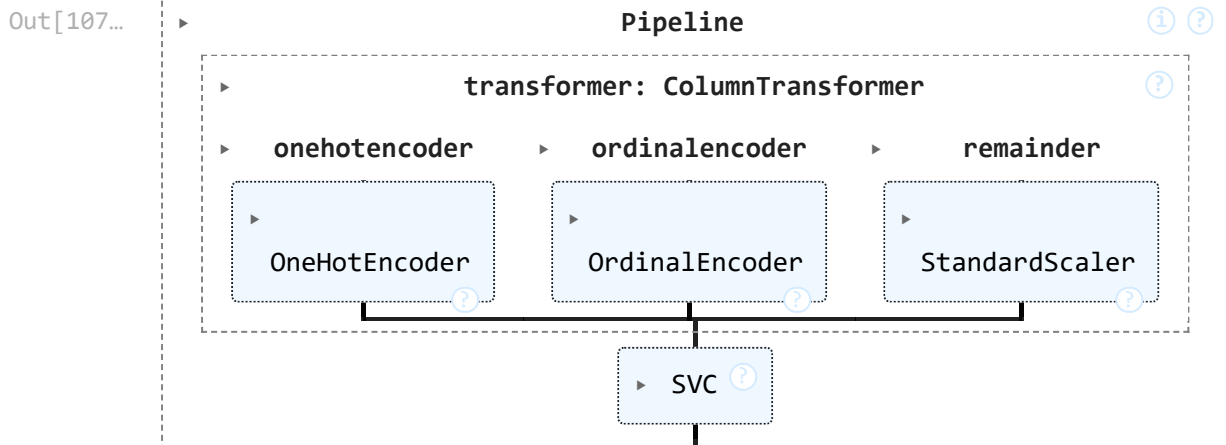 Out[107… ▸ Pipeline i ?
▸ transformer: ColumnTransformer ?
▸ onehotencoder ▸ ordinalencoder ▸ remainder
▸ ▸ ▸
OneHotEncoder OrdinalEncoder StandardScaler
? ? ?
▸ SVC ?